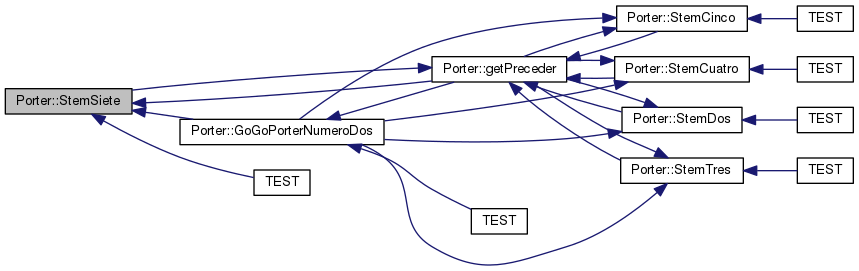 Porter::StemCinco
TEST
Porter::getPreceder
Porter::StemCuatro
TEST
Porter::StemSiete
Porter::GoGoPorterNumeroDos
Porter::StemDos
TEST
Porter::StemTres
TEST
TEST
TEST